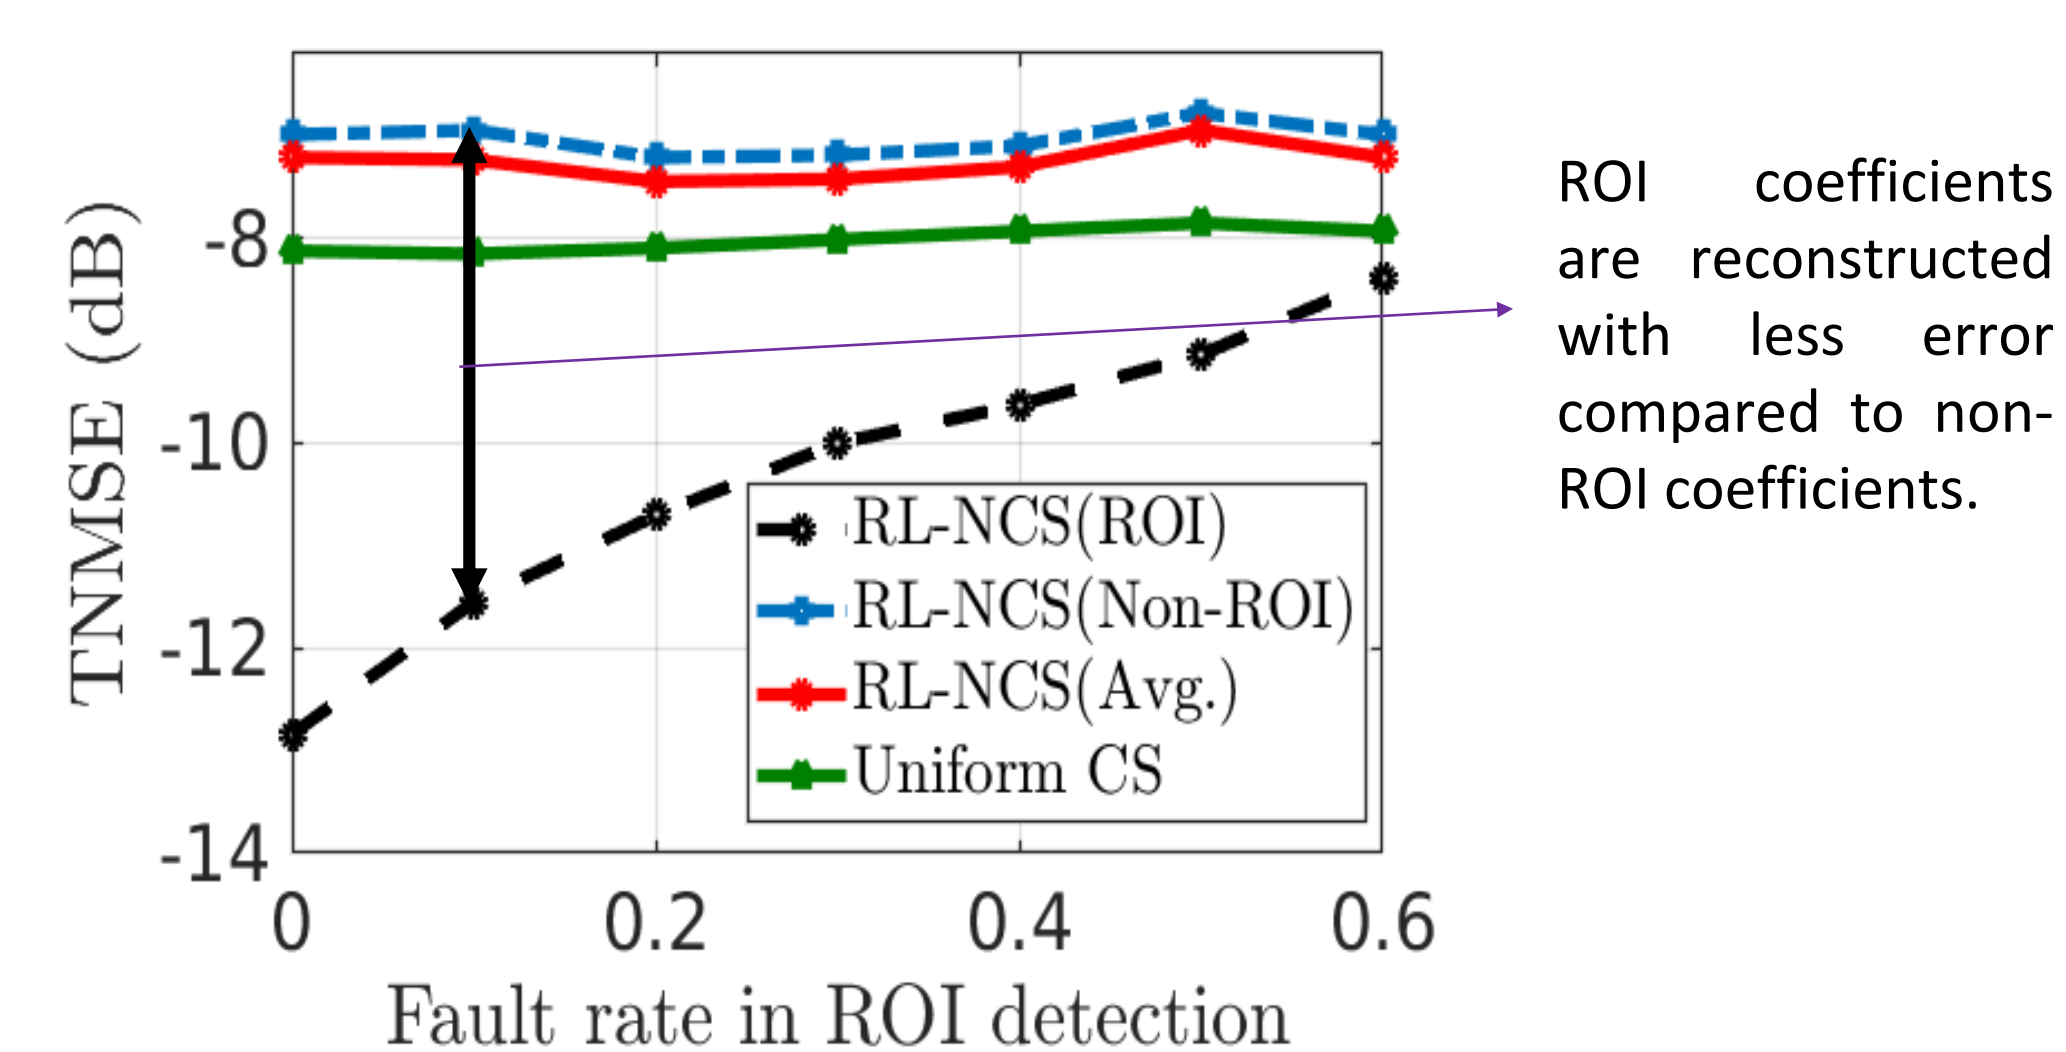 TNMSE (dB)
-8
-10
-12
-14
0
0.2
0.4
0.6
Fault rate in ROI detection
RL-NCS(ROI)
RL-NCS(Non-ROI)
RL-NCS(Avg.)
Uniform CS
ROI coefficients
are reconstructed
with less error
compared to non-
ROI coefficients.